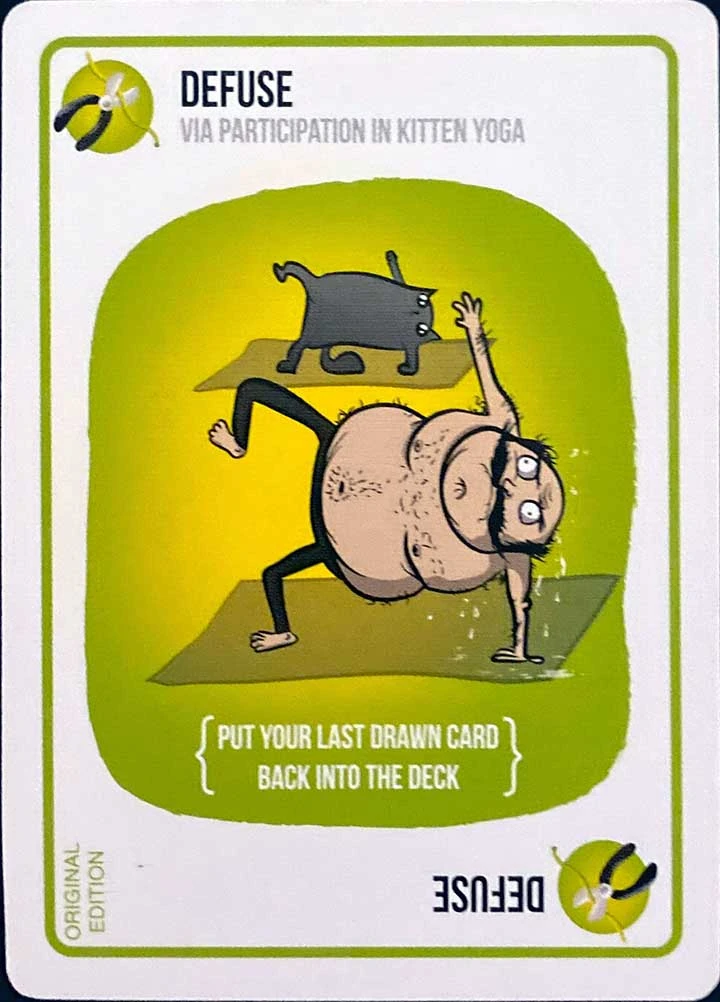 DEFUSE
VIA PARTICIPATION IN KITTEN YOGA
{PUT YOUR LAST DRAWN CARD
BACK INTO THE DECK}
ORIGINAL
EDITION
DEFUSE